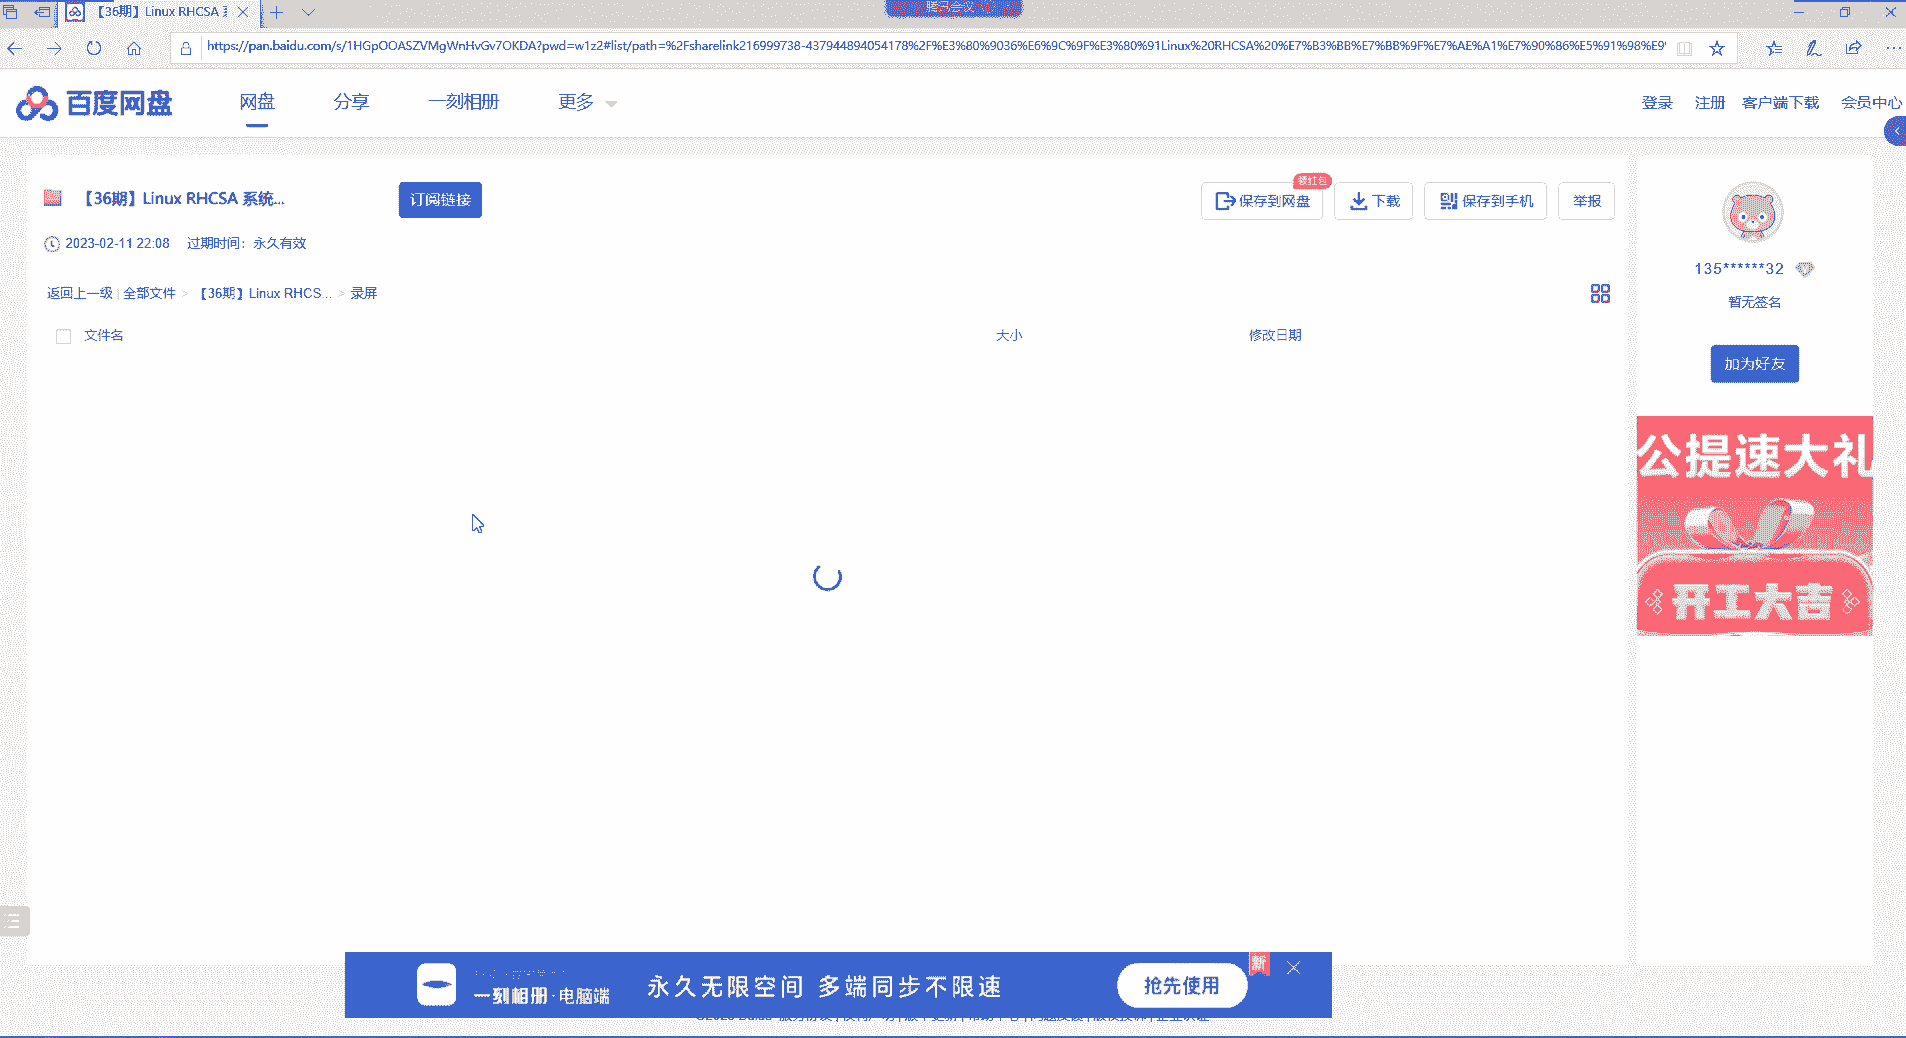 【36期】Linux RHCSA
腾讯会议
https://pan.baidu.com/s/1HGpOOASZVMgWnHvGv7OKDA?pwd=w1z2#list/path=%2Fsharelink216999738-437944894054178%2F%E3%80%9036%E6%9C%9F%E3%80%91Linux%20RHCSA%20%E7%B3%BB%E7%BB%9F%E7%AE%A1%E7%90%86%E5%91%98%E9%
百度网盘 网盘 分享 一刻相册 更多 登录 注册 客户端下载 会员中心
【36期】Linux RHCSA 系统... 订阅链接
领红包
保存到网盘 下载 保存到手机 举报
2023-02-11 22:08 过期时间：永久有效
135******32
暂无签名
返回上一级 | 全部文件 > 【36期】Linux RHCS... > 录屏
文件名 大小 修改日期
加为好友
公提速大礼
开工大吉
一刻相册·电脑端 永久无限空间 多端同步不限速 抢先使用
新